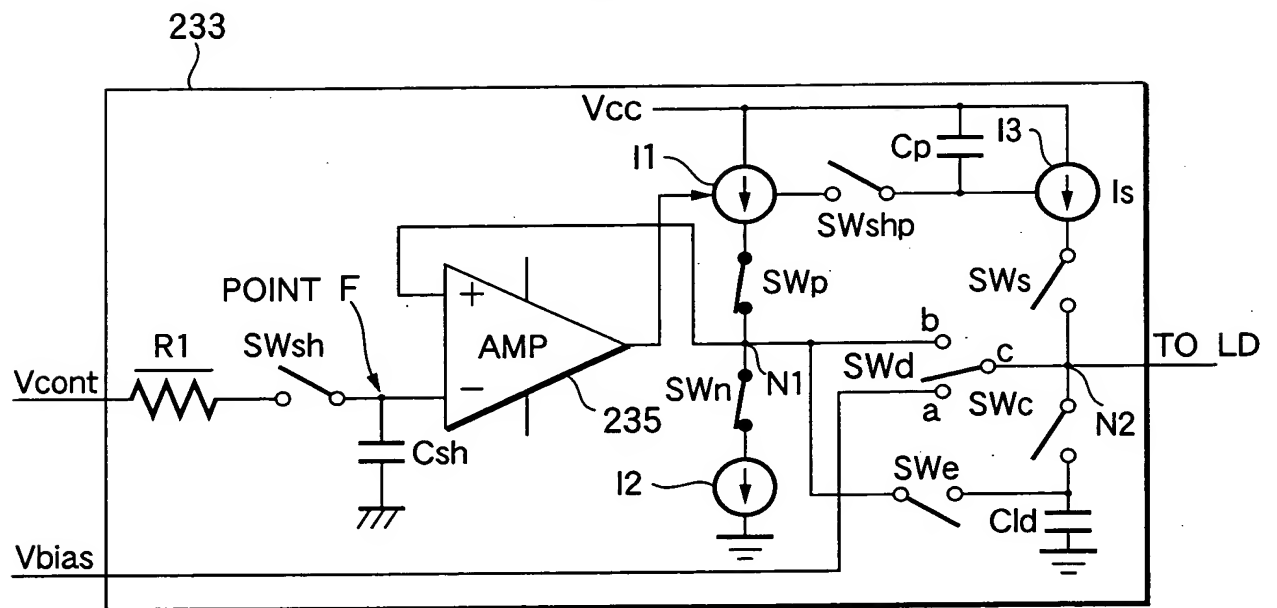 233
Vcc
I1
Cp
I3
Is
SWshp
SWp
SWs
POINT F
+
AMP
−
R1
SWsh
Vcont
b
SWd
c
TO LD
N1
SWn
a
SWc
N2
235
Csh
I2
SWe
Cld
Vbias